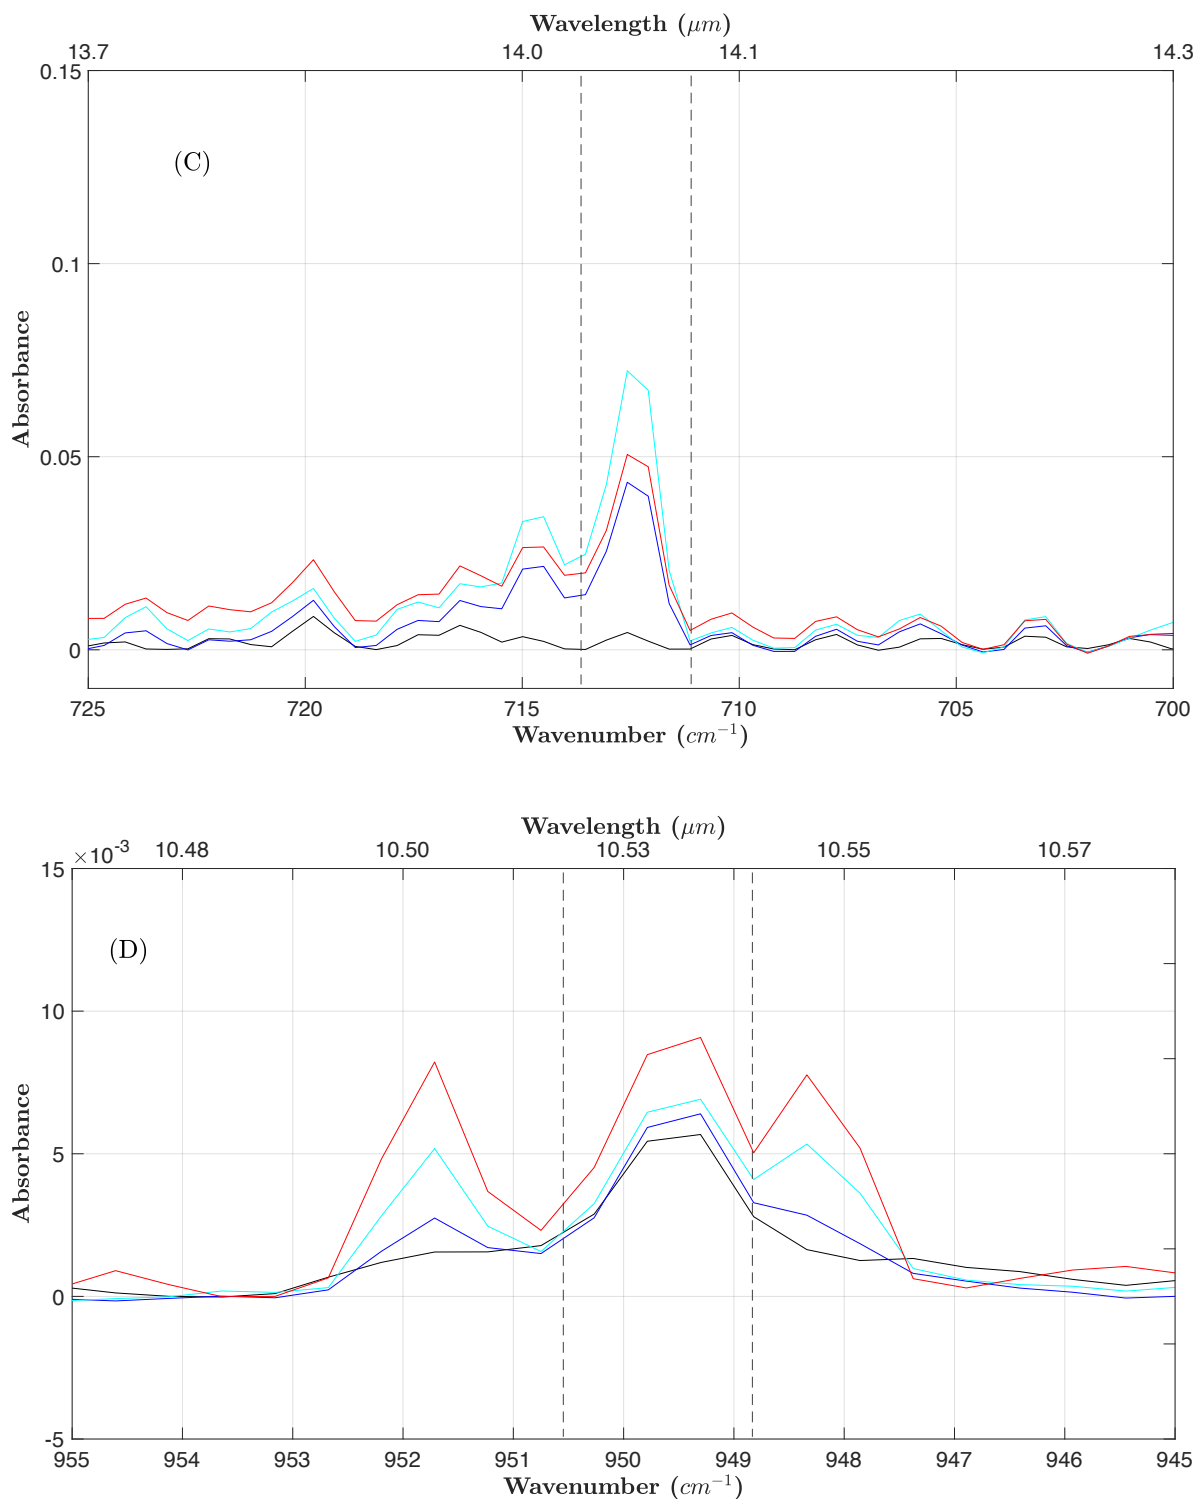 Wavelength (μm)
13.7 14.0 14.1 14.3
0.15
(C)
0.1
Absorbance
0.05
0
725 720 715 710 705 700
Wavenumber (cm⁻¹)
Wavelength (μm)
×10⁻³ 10.48 10.50 10.53 10.55 10.57
15
(D)
10
Absorbance
5
0
-5
955 954 953 952 951 950 949 948 947 946 945
Wavenumber (cm⁻¹)